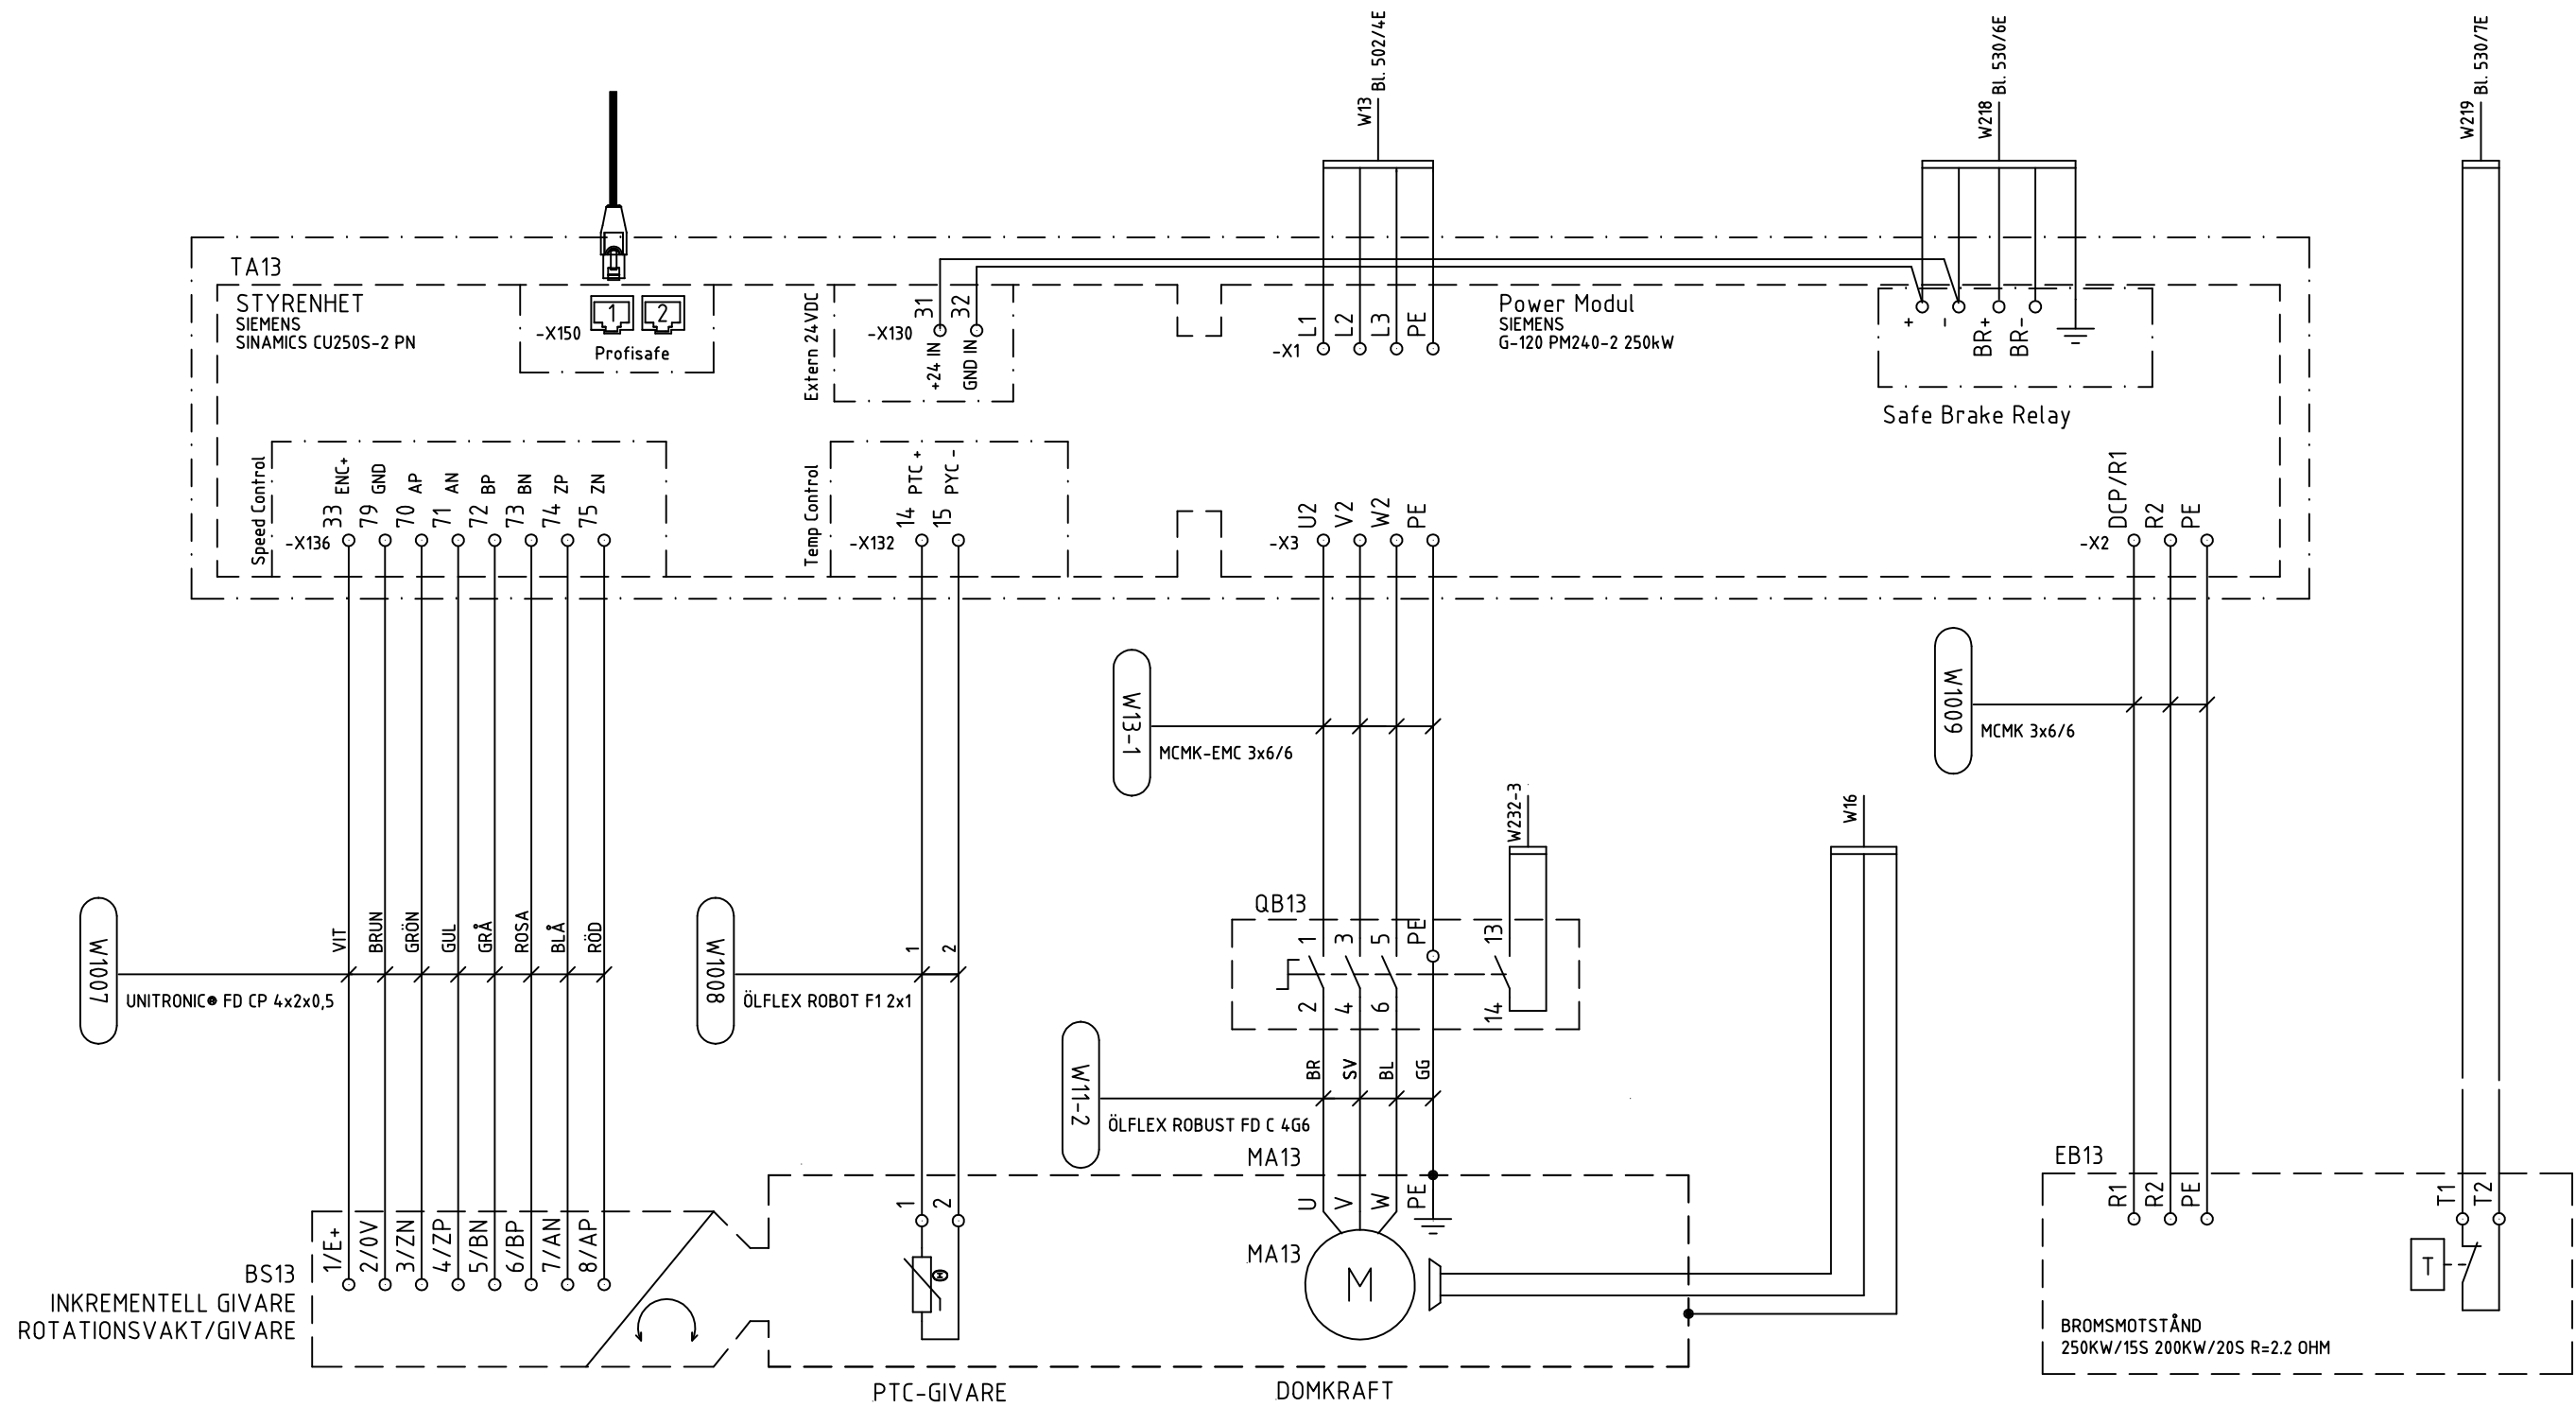 W13 Bl. 502/4E
W218 Bl. 530/6E
W219 Bl. 530/7E
TA13
STYRENHET
SIEMENS
SINAMICS CU250S-2 PN
-X150
1 2
Profisafe
Extern 24VDC
-X130
31 32
+24 IN
GND IN
-X1
L1 L2 L3 PE
Power Modul
SIEMENS
G-120 PM240-2 250kW
+ - BR+ BR-
Safe Brake Relay
Speed Control
-X136
33 79 70 71 72 73 74 75
ENC+ GND AP AN BP BN ZP ZN
Temp Control
-X132
14 15
PTC + PYC -
-X3
U2 V2 W2 PE
-X2
DCP/R1 R2 PE
W13-1
MCMK-EMC 3x6/6
W1009
MCMK 3x6/6
W232-3
W16
W1007
VIT BRUN GRÖN GUL GRÅ ROSA BLÅ RÖD
UNITRONIC® FD CP 4x2x0,5
W1008
1 2
ÖLFLEX ROBOT F1 2x1
QB13
1 3 5 PE 13
2 4 6 14
W11-2
BR SV BL GG
ÖLFLEX ROBUST FD C 4G6
MA13
U V W PE
MA13
M
1 2
Θ
BS13
INKREMENTELL GIVARE
ROTATIONSVAKT/GIVARE
1/E+ 2/0V 3/ZN 4/ZP 5/BN 6/BP 7/AN 8/AP
PTC-GIVARE
DOMKRAFT
EB13
R1 R2 PE
T1 T2
T
BROMSMOTSTÅND
250KW/15S 200KW/20S R=2.2 OHM